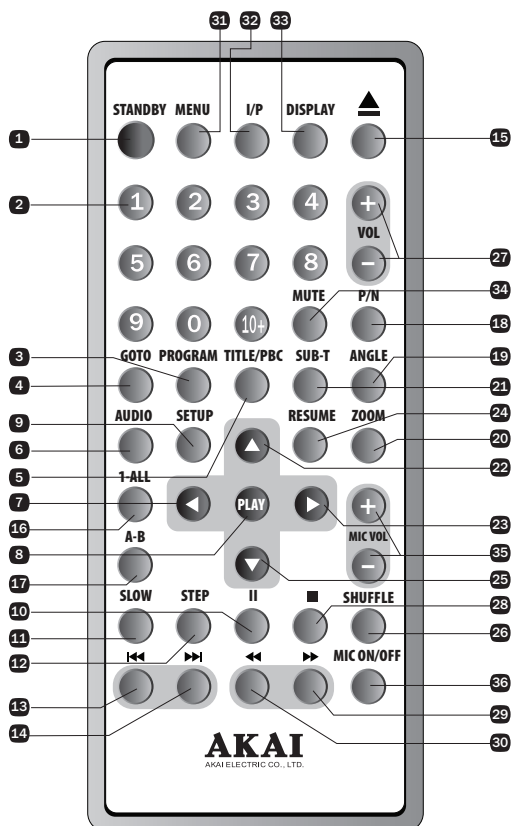 31 32 33
STANDBY MENU I/P DISPLAY
1 15
2 1 2 3 4 +
VOL
5 6 7 8 − 27
MUTE P/N 34
9 0 10+ 18
3 GOTO PROGRAM TITLE/PBC SUB-T ANGLE 19
4 21
9 AUDIO SETUP RESUME ZOOM 24
6 20
5 1-ALL 22
7 PLAY + 23
16 MIC VOL 35
8 A-B −
17 25
SLOW STEP SHUFFLE 28
10
11 26
12 MIC ON/OFF
13 36
14 29
30
AKAI
AKAI ELECTRIC CO., LTD.